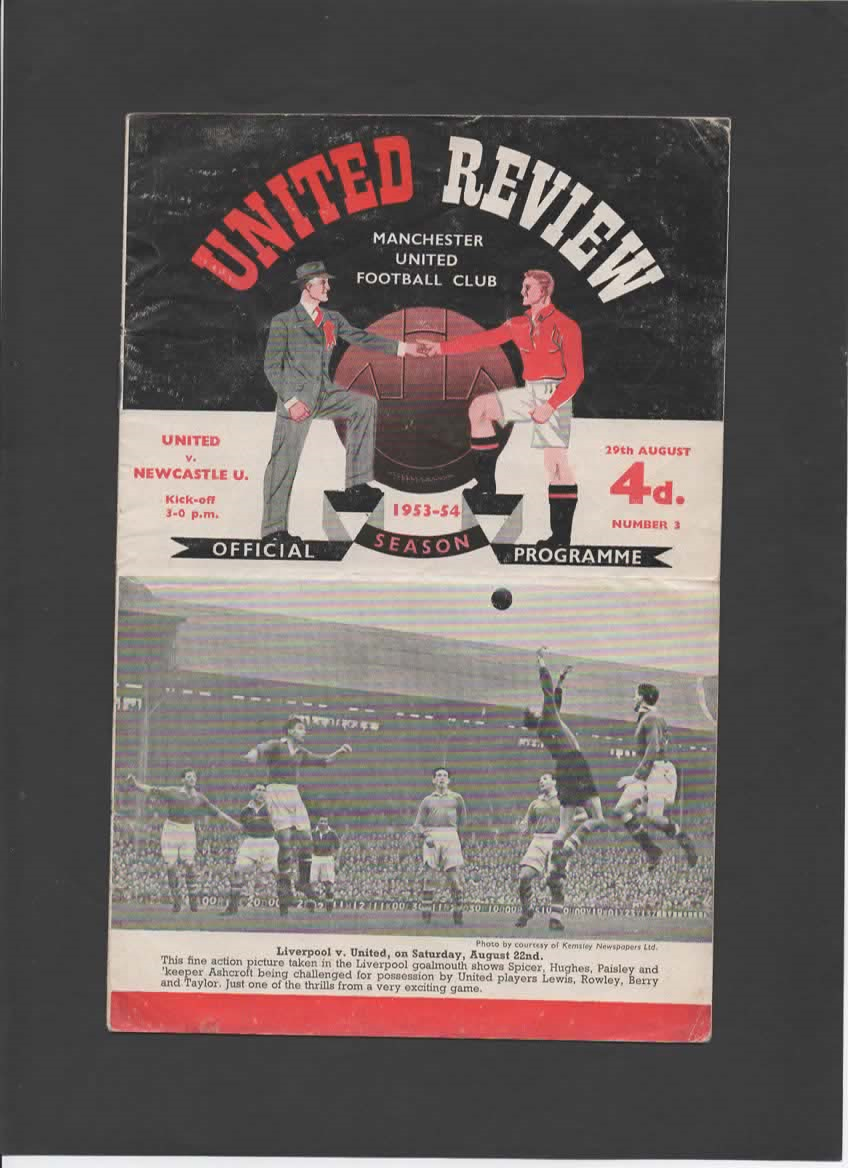 UNITED REVIEW
MANCHESTER
UNITED
FOOTBALL CLUB
UNITED
v.
NEWCASTLE U.
Kick-off
3-0 p.m.
29th AUGUST
4d.
NUMBER 3
1953-54
OFFICIAL SEASON PROGRAMME
Photo by courtesy of Kemsley Newspapers Ltd.
Liverpool v. United, on Saturday, August 22nd.
This fine action picture taken in the Liverpool goalmouth shows Spicer, Hughes, Paisley and
'keeper Ashcroft being challenged for possession by United players Lewis, Rowley, Berry
and Taylor. Just one of the thrills from a very exciting game.